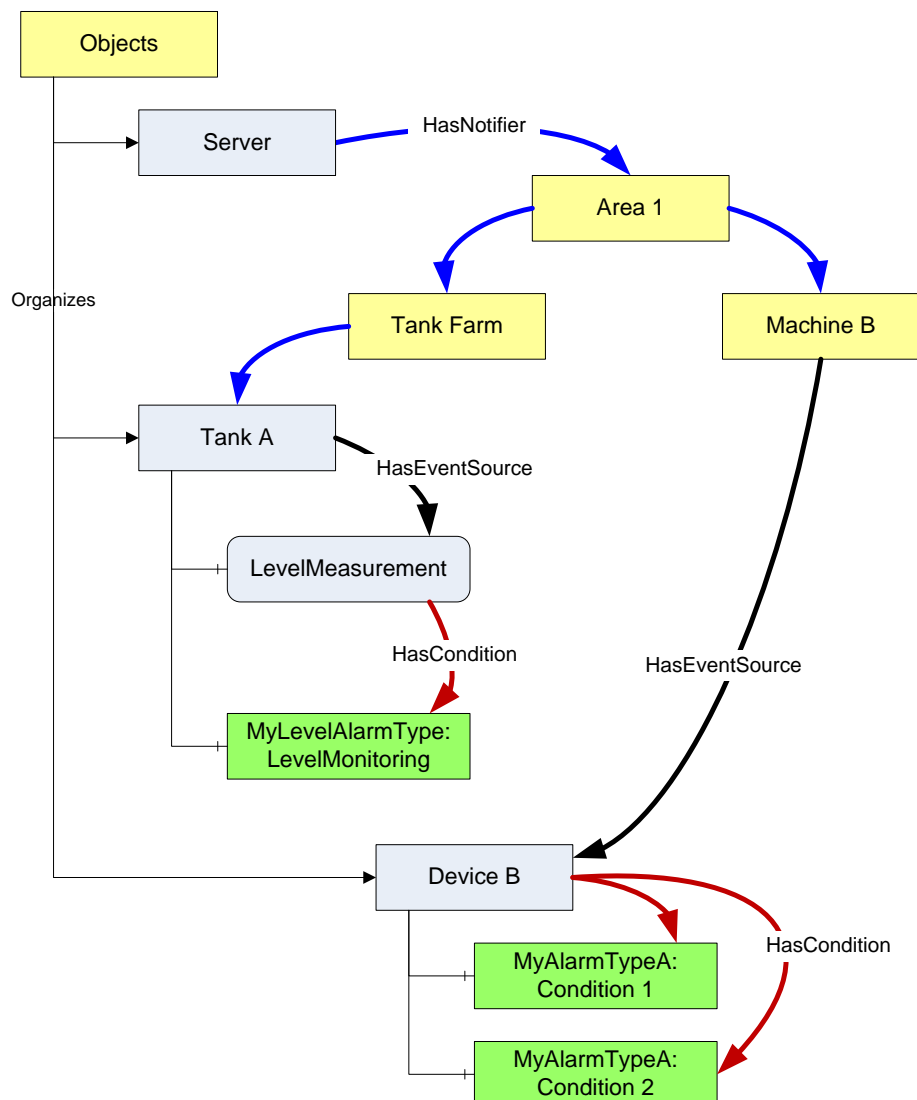 Objects
Server
HasNotifier
Area 1
Organizes
Tank Farm
Machine B
Tank A
HasEventSource
LevelMeasurement
HasCondition
HasEventSource
MyLevelAlarmType:
LevelMonitoring
Device B
HasCondition
MyAlarmTypeA:
Condition 1
MyAlarmTypeA:
Condition 2